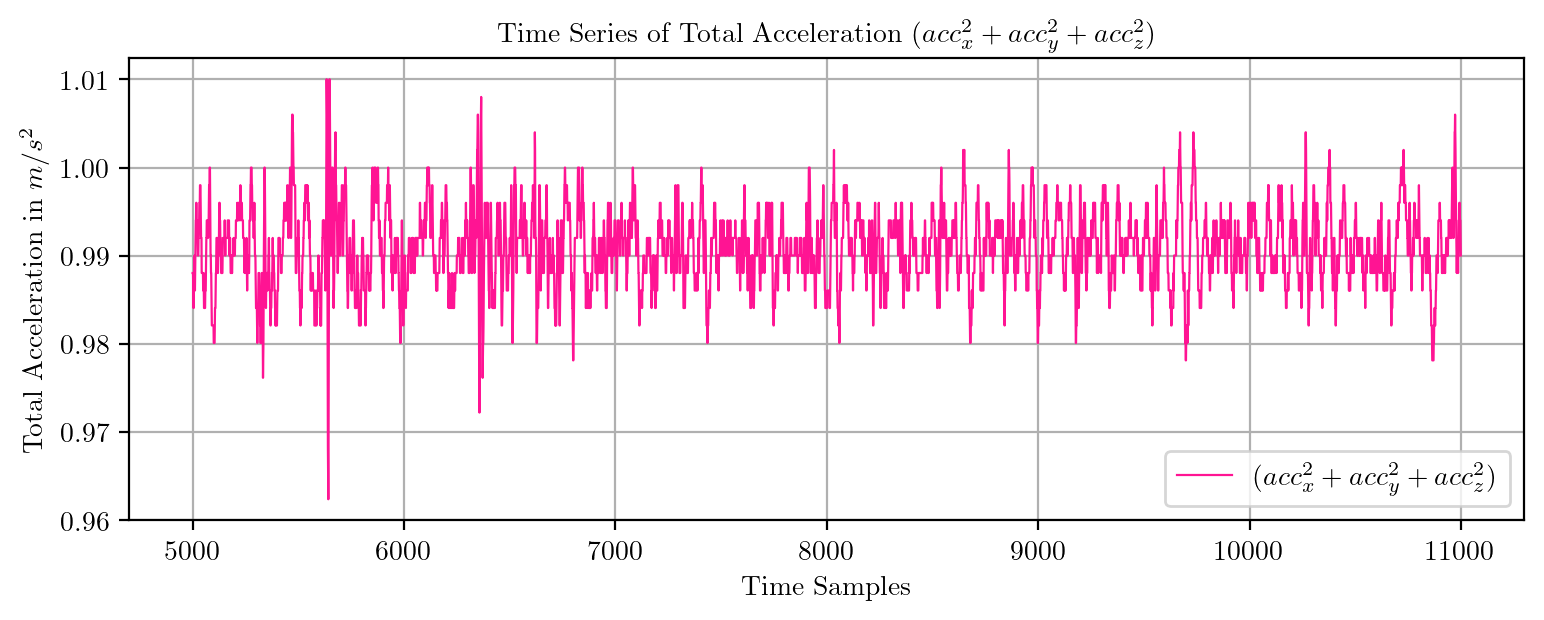 Time Series of Total Acceleration ($acc_x^2 + acc_y^2 + acc_z^2$)
Total Acceleration in $m/s^2$
1.01
1.00
0.99
0.98
0.97
0.96
($acc_x^2 + acc_y^2 + acc_z^2$)
5000 6000 7000 8000 9000 10000 11000
Time Samples